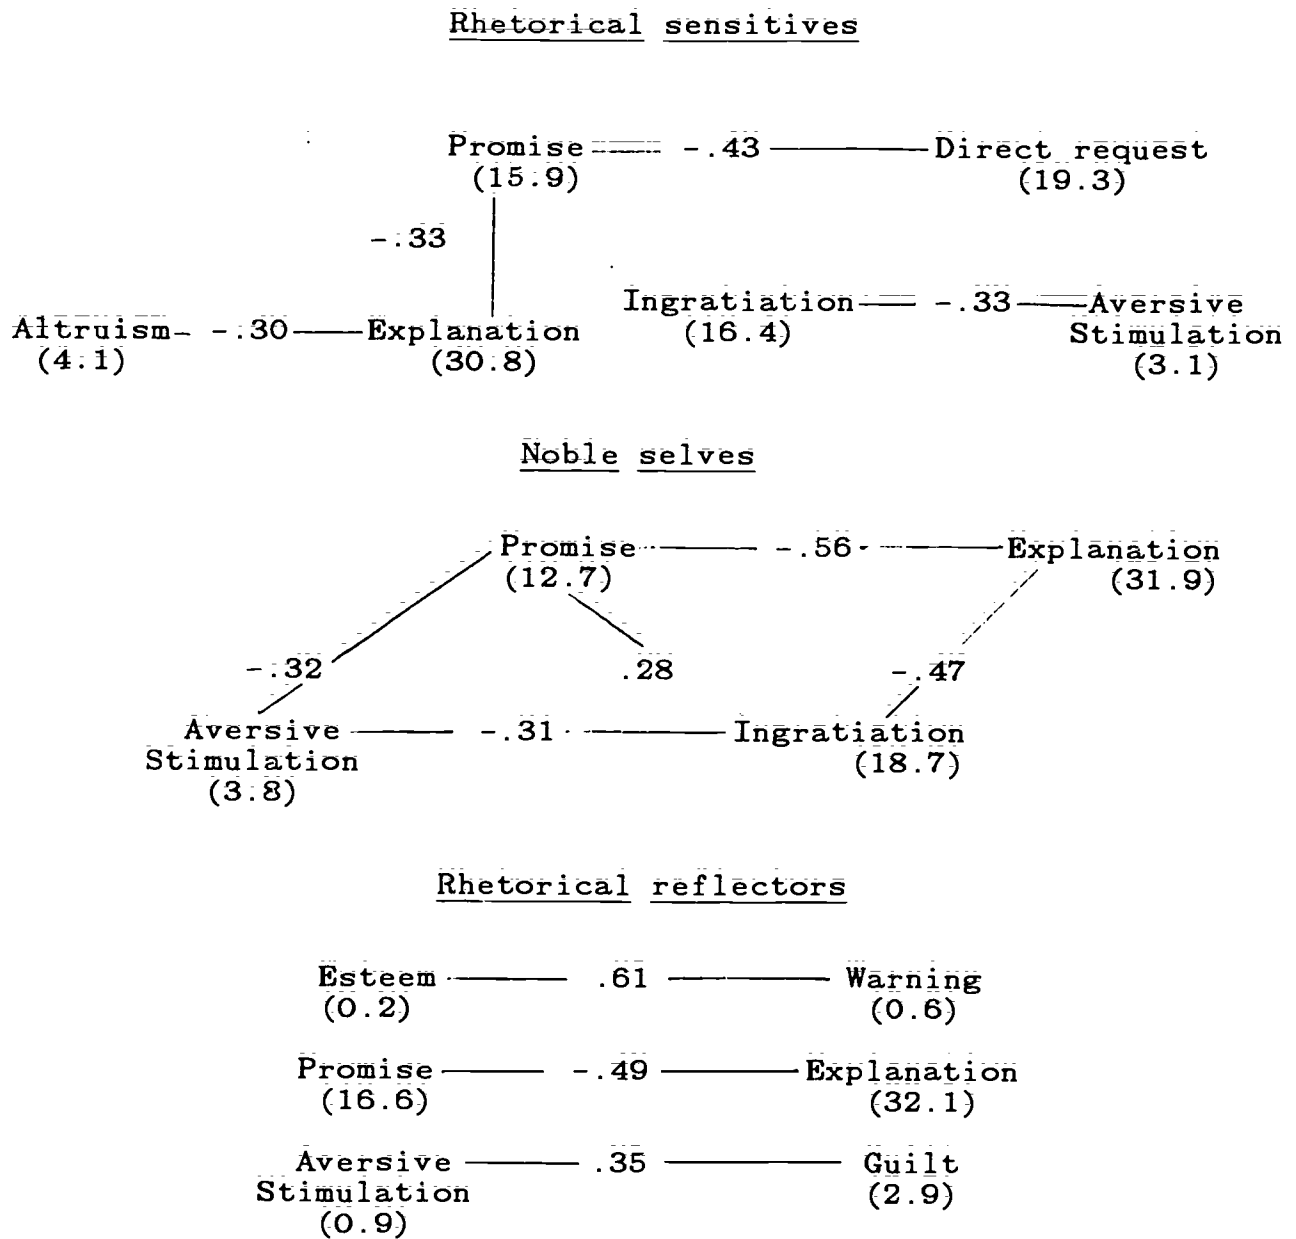 Rhetorical sensitives
Promise -.43 Direct request
(15.9) (19.3)
-.33
Ingratiation -.33 Aversive
Altruism -.30 Explanation (16.4) Stimulation
(4.1) (30.8) (3.1)
Noble selves
Promise -.56 Explanation
(12.7) (31.9)
-.32 .28 -.47
Aversive -.31 Ingratiation
Stimulation (18.7)
(3.8)
Rhetorical reflectors
Esteem .61 Warning
(0.2) (0.6)
Promise -.49 Explanation
(16.6) (32.1)
Aversive .35 Guilt
Stimulation (2.9)
(0.9)